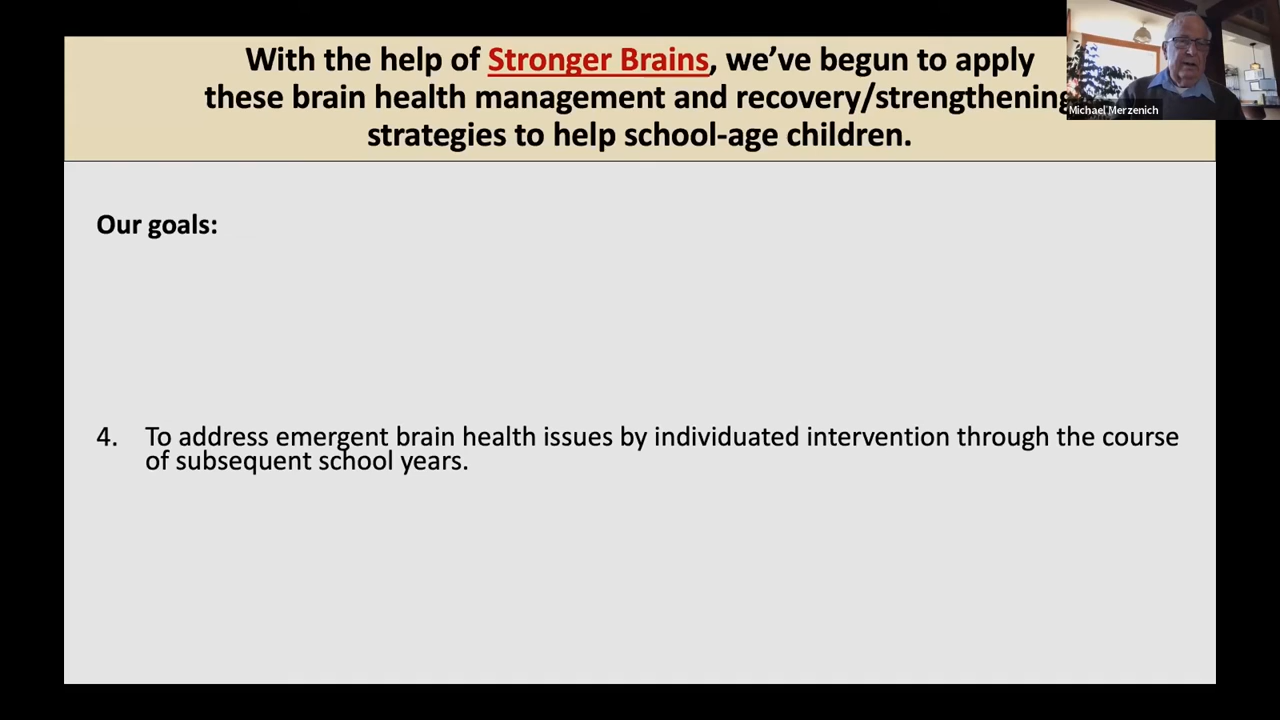 With the help of Stronger Brains, we've begun to apply
these brain health management and recovery/strengthening
strategies to help school-age children.
Michael Merzenich
Our goals:
4. To address emergent brain health issues by individuated intervention through the course
of subsequent school years.